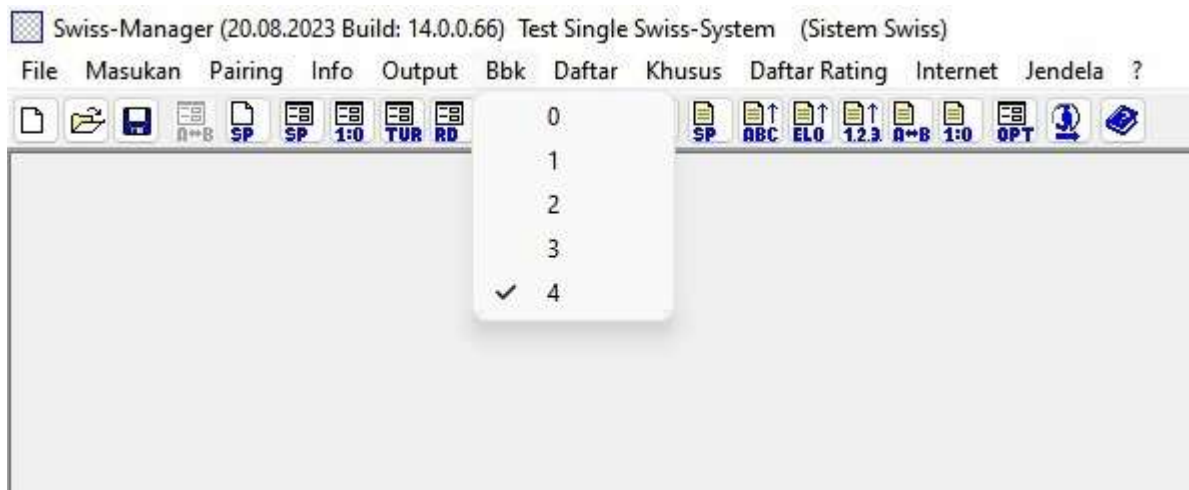 Swiss-Manager (20.08.2023 Build: 14.0.0.66) Test Single Swiss-System (Sistem Swiss)
File Masukan Pairing Info Output Bbk Daftar Khusus Daftar Rating Internet Jendela ?
A↔B SP SP 1:0 TUR RD SP ABC ELO 1.2.3. A↔B 1:0 OPT
0
1
2
3
4